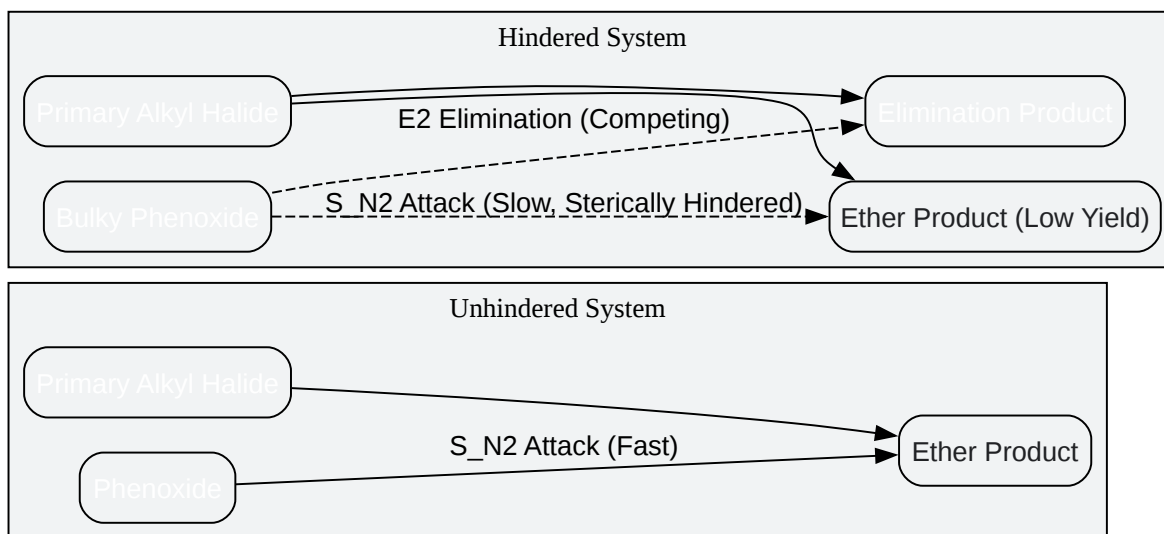 Hindered System
Primary Alkyl Halide
Elimination Product
E2 Elimination (Competing)
Bulky Phenoxide
S_N2 Attack (Slow, Sterically Hindered)
Ether Product (Low Yield)
Unhindered System
Primary Alkyl Halide
S_N2 Attack (Fast)
Ether Product
Phenoxide